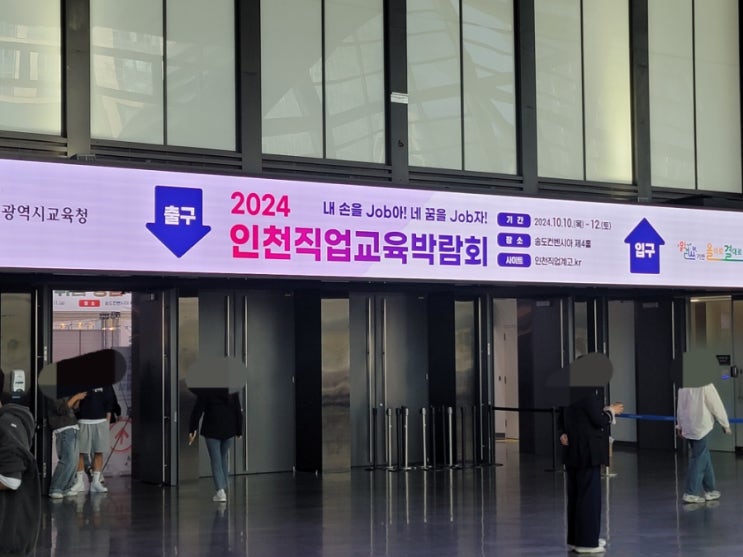 광역시교육청
출구
2024
인천직업교육박람회
내 손을 Job아! 네 꿈을 Job자!
기간 2024.10.10.(목) - 12.(토)
장소 송도컨벤시아 제4홀
사이트 인천직업계고.kr
입구
장소